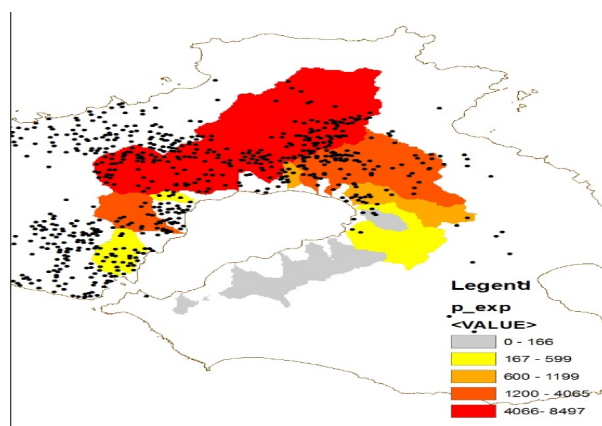 Legend
p_exp
<VALUE>
0 - 166
167 - 599
600 - 1199
1200 - 4065
4066- 8497